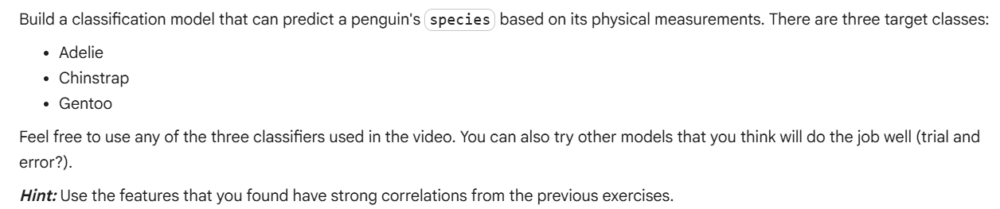 Build a classification model that can predict a penguin's species based on its physical measurements. There are three target classes:
• Adelie
• Chinstrap
• Gentoo
Feel free to use any of the three classifiers used in the video. You can also try other models that you think will do the job well (trial and
error?).
Hint: Use the features that you found have strong correlations from the previous exercises.